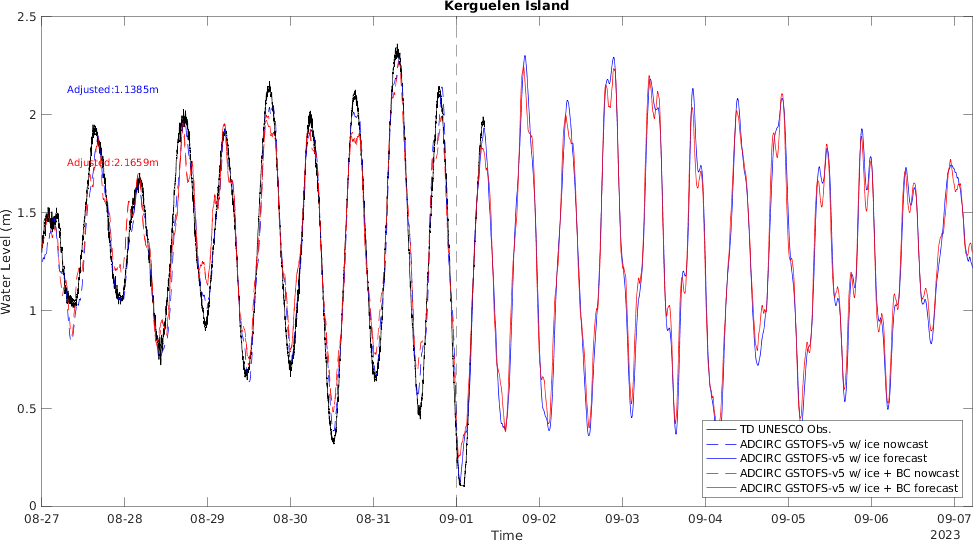 Kerguelen Island
2.5
2
1.5
1
0.5
0
Water Level (m)
Adjusted:1.1385m
Adjusted:2.1659m
TD UNESCO Obs.
ADCIRC GSTOFS-v5 w/ ice nowcast
ADCIRC GSTOFS-v5 w/ ice forecast
ADCIRC GSTOFS-v5 w/ ice + BC nowcast
ADCIRC GSTOFS-v5 w/ ice + BC forecast
08-27 08-28 08-29 08-30 08-31 09-01 09-02 09-03 09-04 09-05 09-06 09-07
Time
2023